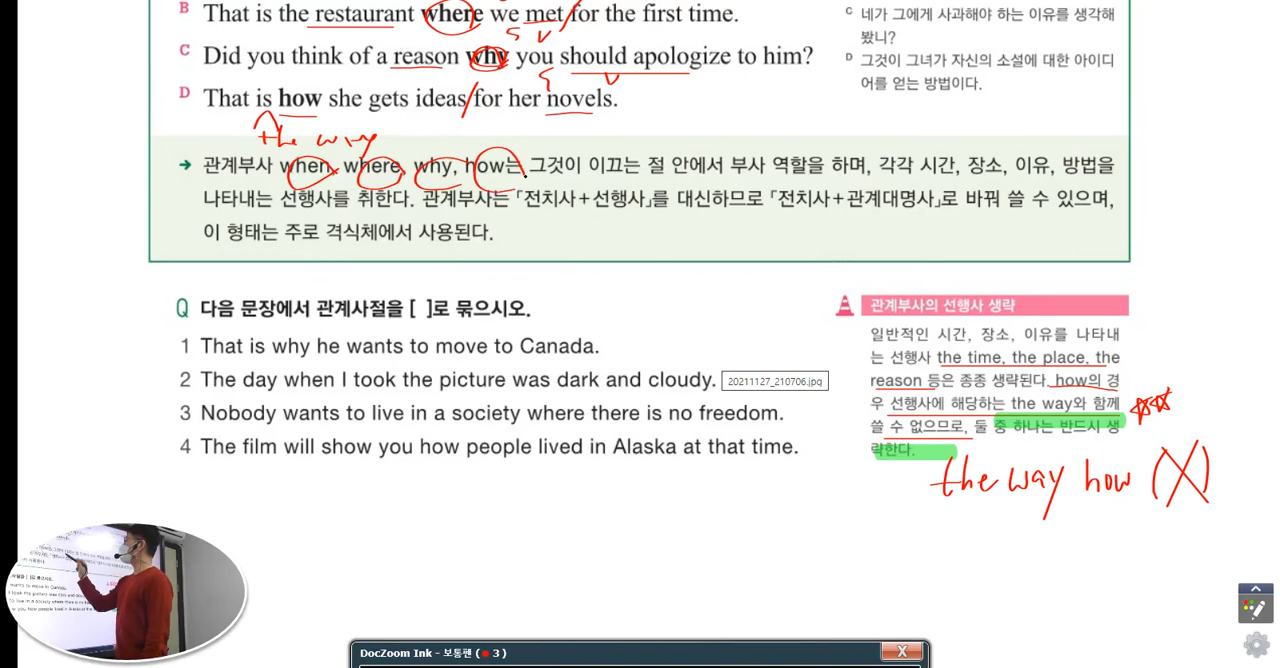 B That is the restaurant where we met for the first time.
S V
C Did you think of a reason why you should apologize to him?
S V
D That is how she gets ideas for her novels.
the way
C 네가 그에게 사과해야 하는 이유를 생각해
봤니?
D 그것이 그녀가 자신의 소설에 대한 아이디
어를 얻는 방법이다.
→ 관계부사 when, where, why, how는 그것이 이끄는 절 안에서 부사 역할을 하며, 각각 시간, 장소, 이유, 방법을
나타내는 선행사를 취한다. 관계부사는 「전치사+선행사」를 대신하므로 「전치사+관계대명사」로 바꿔 쓸 수 있으며,
이 형태는 주로 격식체에서 사용된다.
Q 다음 문장에서 관계사절을 [ ]로 묶으시오.
1 That is why he wants to move to Canada.
2 The day when I took the picture was dark and cloudy.
20211127_210706.jpg
3 Nobody wants to live in a society where there is no freedom.
4 The film will show you how people lived in Alaska at that time.
관계부사의 선행사 생략
일반적인 시간, 장소, 이유를 나타내
는 선행사 the time, the place, the
reason 등은 종종 생략된다. how의 경
우 선행사에 해당하는 the way와 함께
쓸 수 없으므로, 둘 중 하나는 반드시 생
략한다.
the way how (X)
DocZoom Ink - 보통펜 ( 3 )